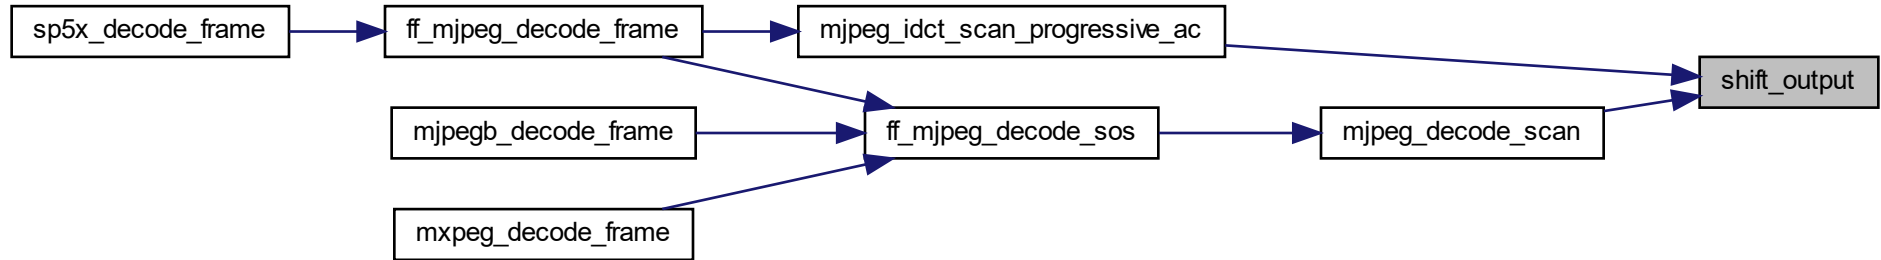 sp5x_decode_frame
ff_mjpeg_decode_frame
mjpeg_idct_scan_progressive_ac
shift_output
mjpegb_decode_frame
ff_mjpeg_decode_sos
mjpeg_decode_scan
mxpeg_decode_frame